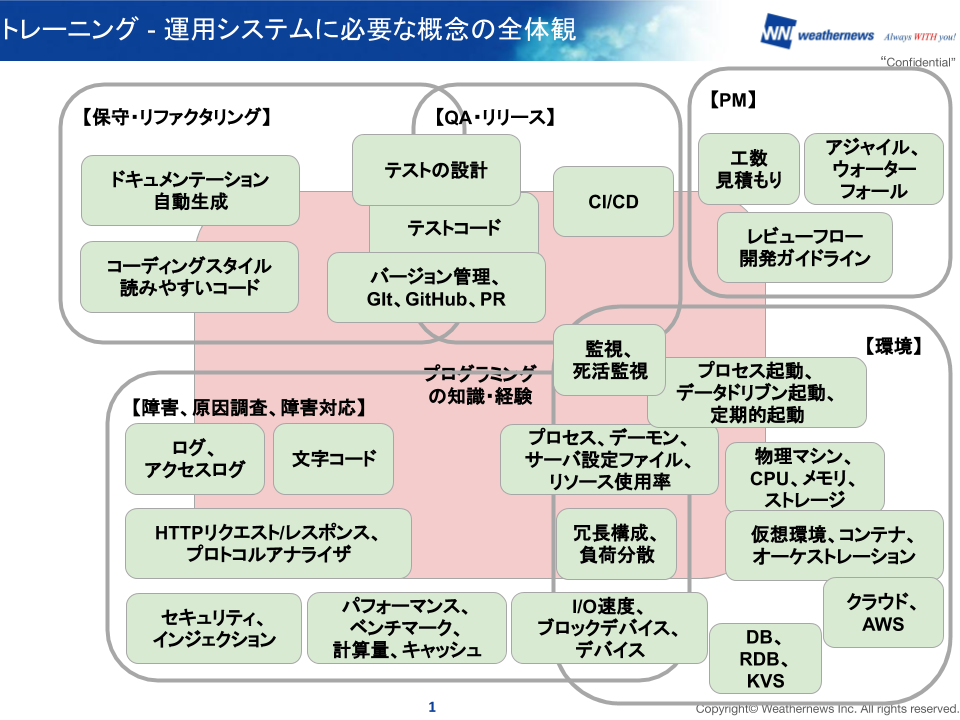 トレーニング - 運用システムに必要な概念の全体観
WN weathernews Always WITH you!
“Confidential”
【保守・リファクタリング】
【QA・リリース】
【PM】
ドキュメンテーション
自動生成
テストの設計
CI/CD
工数
見積もり
アジャイル、
ウォーター
フォール
テストコード
コーディングスタイル
読みやすいコード
バージョン管理、
GIt、GitHub、PR
レビューフロー
開発ガイドライン
監視、
死活監視
【環境】
プログラミング
の知識・経験
プロセス起動、
データドリブン起動、
定期的起動
【障害、原因調査、障害対応】
ログ、
アクセスログ
文字コード
プロセス、デーモン、
サーバ設定ファイル、
リソース使用率
物理マシン、
CPU、メモリ、
ストレージ
HTTPリクエスト/レスポンス、
プロトコルアナライザ
冗長構成、
負荷分散
仮想環境、コンテナ、
オーケストレーション
セキュリティ、
インジェクション
パフォーマンス、
ベンチマーク、
計算量、キャッシュ
I/O速度、
ブロックデバイス、
デバイス
クラウド、
AWS
DB、
RDB、
KVS
1
Copyright© Weathernews Inc. All rights reserved.